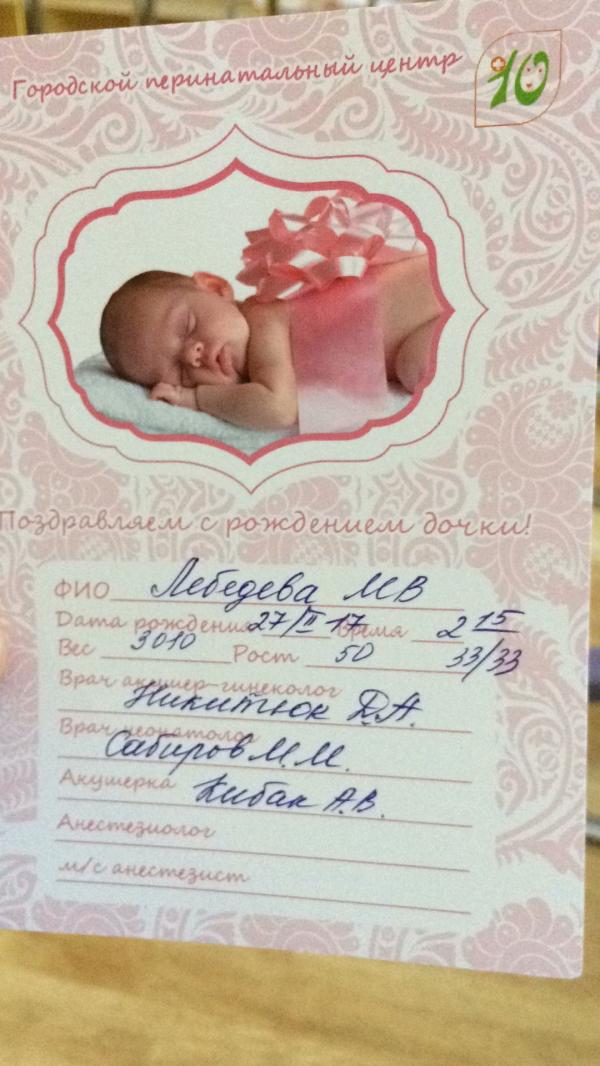 Городской перинатальный центр
10
Поздравляем с рождением дочки!
ФИО Лебедева МВ
Дата рождения 27/II 17 Время 2 15
Вес 3010 Рост 50 33/33
Врач акушер-гинеколог
Никитюк Д.А.
Врач неонатолог
Сабиров М.М.
Акушерка Кибак А.В.
Анестезиолог
м/с анестезист